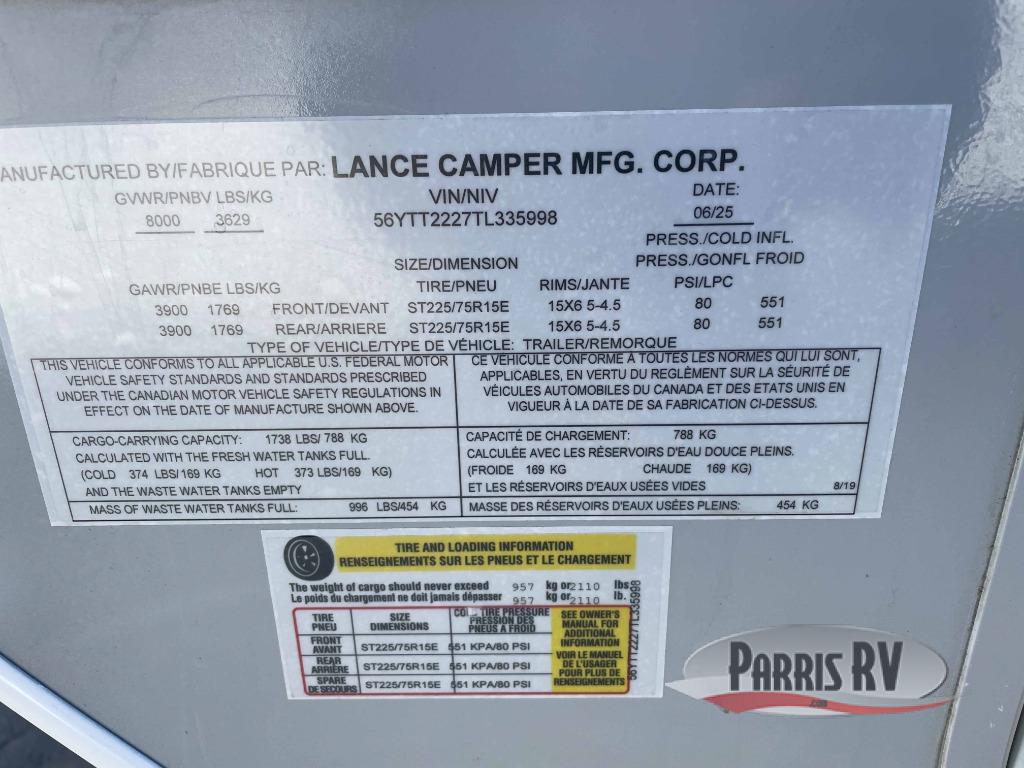 ANUFACTURED BY/FABRIQUE PAR: LANCE CAMPER MFG. CORP.
GVWR/PNBV LBS/KG VIN/NIV DATE:
8000 3629 56YTT2227TL335998 06/25
PRESS./COLD INFL.
SIZE/DIMENSION PRESS./GONFL FROID
GAWR/PNBE LBS/KG TIRE/PNEU RIMS/JANTE PSI/LPC
3900 1769 FRONT/DEVANT ST225/75R15E 15X6 5-4.5 80 551
3900 1769 REAR/ARRIERE ST225/75R15E 15X6 5-4.5 80 551
TYPE OF VEHICLE/TYPE DE VÉHICLE: TRAILER/REMORQUE
THIS VEHICLE CONFORMS TO ALL APPLICABLE U.S. FEDERAL MOTOR
VEHICLE SAFETY STANDARDS AND STANDARDS PRESCRIBED
UNDER THE CANADIAN MOTOR VEHICLE SAFETY REGULATIONS IN
EFFECT ON THE DATE OF MANUFACTURE SHOWN ABOVE.
CE VEHICULE CONFORME A TOUTES LES NORMES QUI LUI SONT,
APPLICABLES, EN VERTU DU REGLEMENT SUR LA SÉURITÉ DE
VÉICULES AUTOMOBILES DU CANADA ET DES ETATS UNIS EN
VIGUEUR À LA DATE DE SA FABRICATION CI-DESSUS.
CARGO-CARRYING CAPACITY: 1738 LBS/ 788 KG
CALCULATED WITH THE FRESH WATER TANKS FULL.
(COLD 374 LBS/169 KG HOT 373 LBS/169 KG)
AND THE WASTE WATER TANKS EMPTY
CAPACITÉ DE CHARGEMENT: 788 KG
CALCULÉE AVEC LES RÉSERVOIRS D'EAU DOUCE PLEINS.
(FROIDE 169 KG CHAUDE 169 KG)
ET LES RÉSERVOIRS D'EAUX USÉES VIDES 8/19
MASS OF WASTE WATER TANKS FULL: 996 LBS/454 KG
MASSE DES RÉSERVOIRS D'EAUX USÉES PLEINS: 454 KG
TIRE AND LOADING INFORMATION
RENSEIGNEMENTS SUR LES PNEUS ET LE CHARGEMENT
The weight of cargo should never exceed 957 kg or 2110 lbs
Le poids du chargement ne doit jamais dépasser 957 kg or 2110 lb.
TIRE SIZE COLD TIRE PRESSURE
PNEU DIMENSIONS PRESSION DES
PNEUS A FROID
FRONT
AVANT ST225/75R15E 551 KPA/80 PSI
REAR
ARRIÈRE ST225/75R15E 551 KPA/80 PSI
SPARE
DE SECOURS ST225/75R15E 551 KPA/80 PSI
SEE OWNER'S
MANUAL FOR
ADDITIONAL
INFORMATION
VOIR LE MANUEL
DE L'USAGER
POUR PLUS DE
RENSEIGNEMENTS
56YTT2227TL335998
PARRIS RV
.com